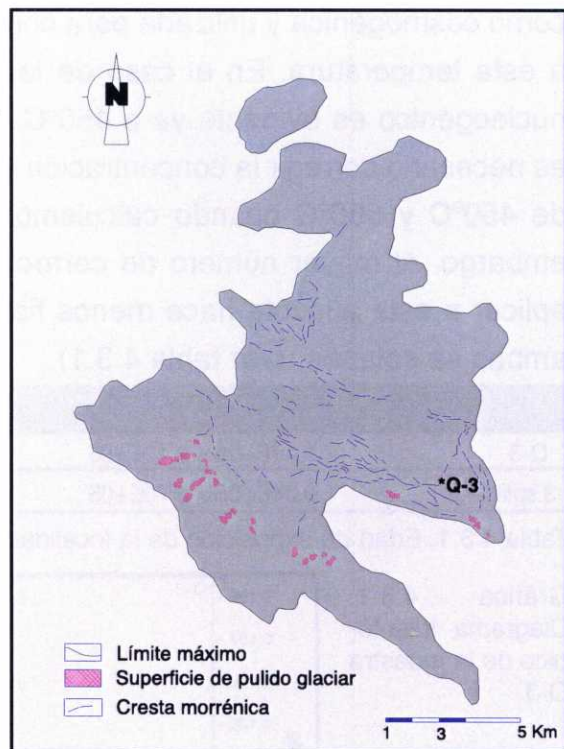 N
*Q-3
Límite máximo
Superficie de pulido glaciar
Cresta morrénica
1 3 5 Km